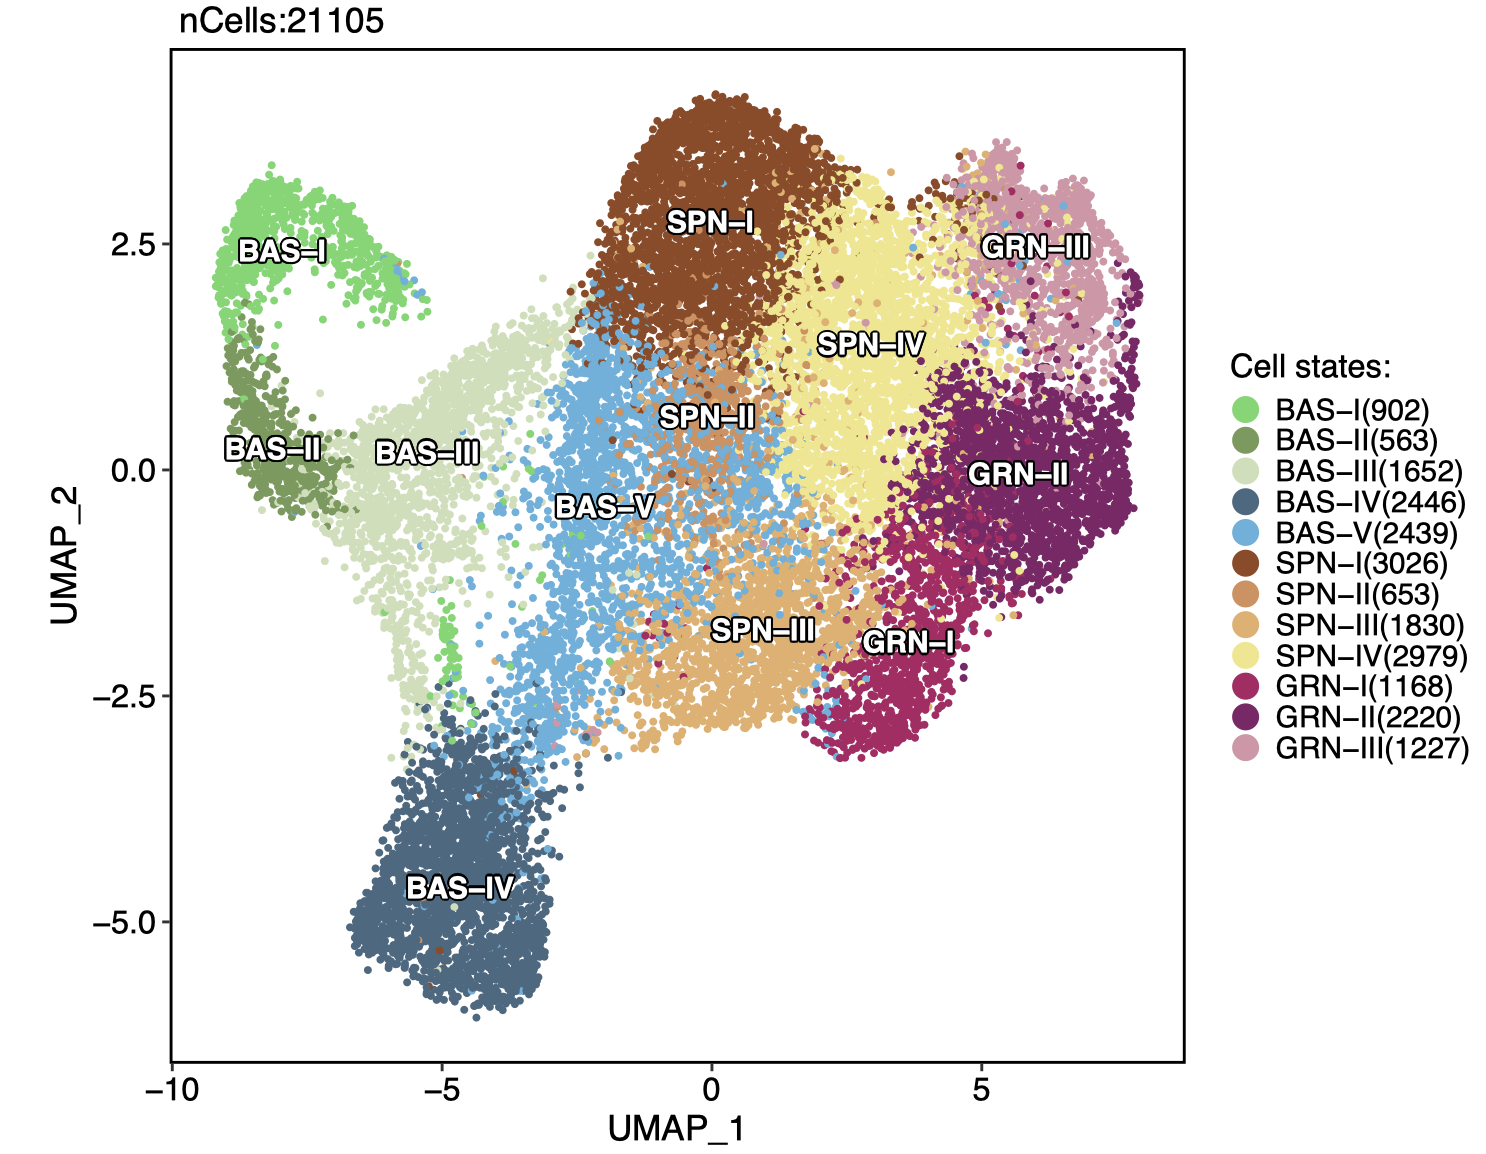 nCells:21105
2.5
0.0
−2.5
−5.0
UMAP_2
−10
−5
0
5
UMAP_1
SPN−I
BAS−I
GRN−III
SPN−IV
SPN−II
BAS−II
BAS−III
GRN−II
BAS−V
SPN−III
GRN−I
BAS−IV
Cell states:
BAS−I(902)
BAS−II(563)
BAS−III(1652)
BAS−IV(2446)
BAS−V(2439)
SPN−I(3026)
SPN−II(653)
SPN−III(1830)
SPN−IV(2979)
GRN−I(1168)
GRN−II(2220)
GRN−III(1227)